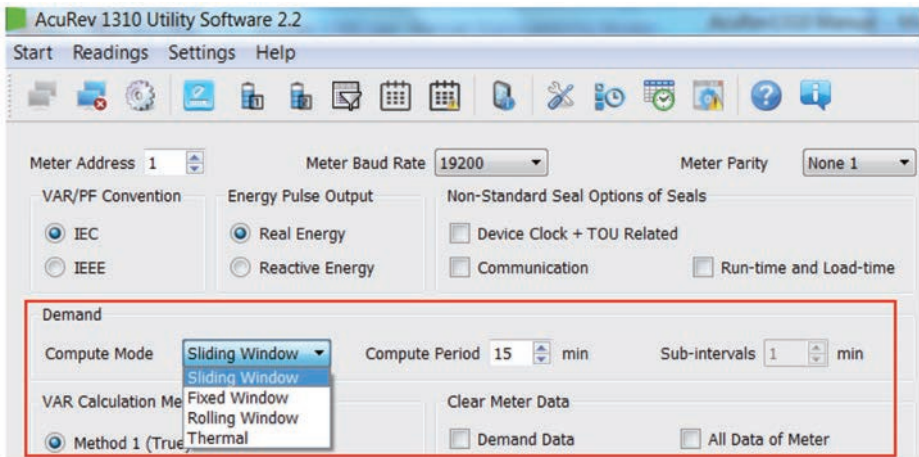 AcuRev 1310 Utility Software 2.2
Start Readings Settings Help
Meter Address 1 Meter Baud Rate 19200 Meter Parity None 1
VAR/PF Convention Energy Pulse Output Non-Standard Seal Options of Seals
IEC Real Energy Device Clock + TOU Related
IEEE Reactive Energy Communication Run-time and Load-time
Demand
Compute Mode Sliding Window Compute Period 15 min Sub-intervals 1 min
Sliding Window
VAR Calculation Me Fixed Window Clear Meter Data
Rolling Window
Method 1 (True Thermal Demand Data All Data of Meter